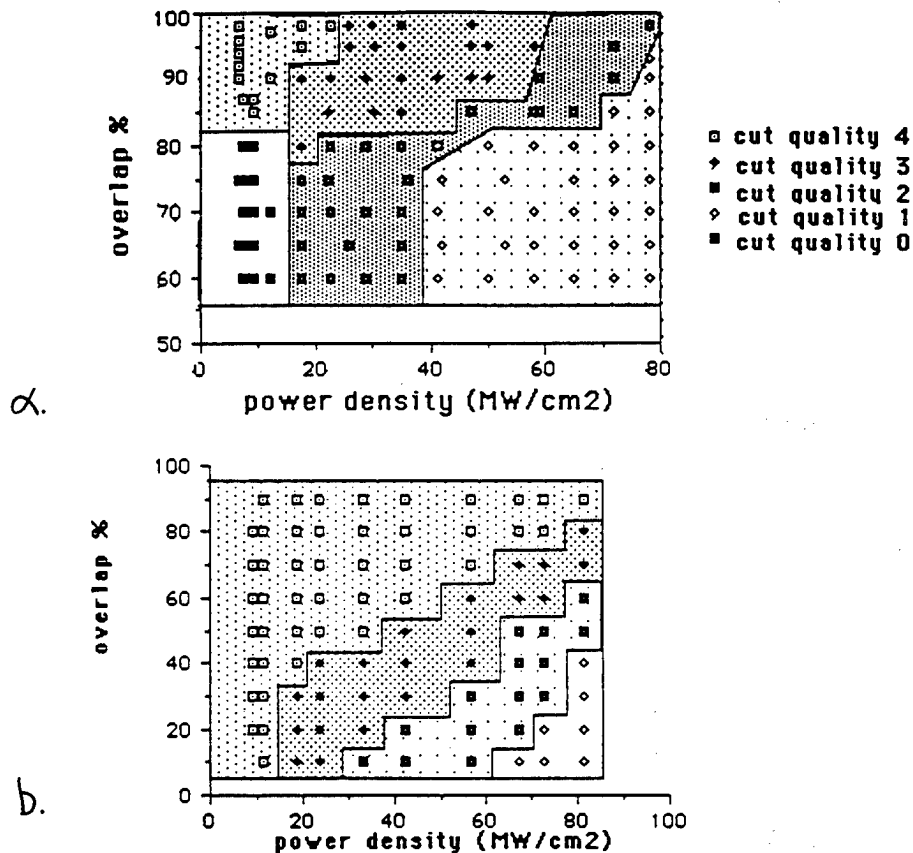 100
90
80
70
60
50
overlap %
0 20 40 60 80
power density (MW/cm2)
cut quality 4
cut quality 3
cut quality 2
cut quality 1
cut quality 0
α.
100
80
60
40
20
0
overlap %
0 20 40 60 80 100
power density (MW/cm2)
b.